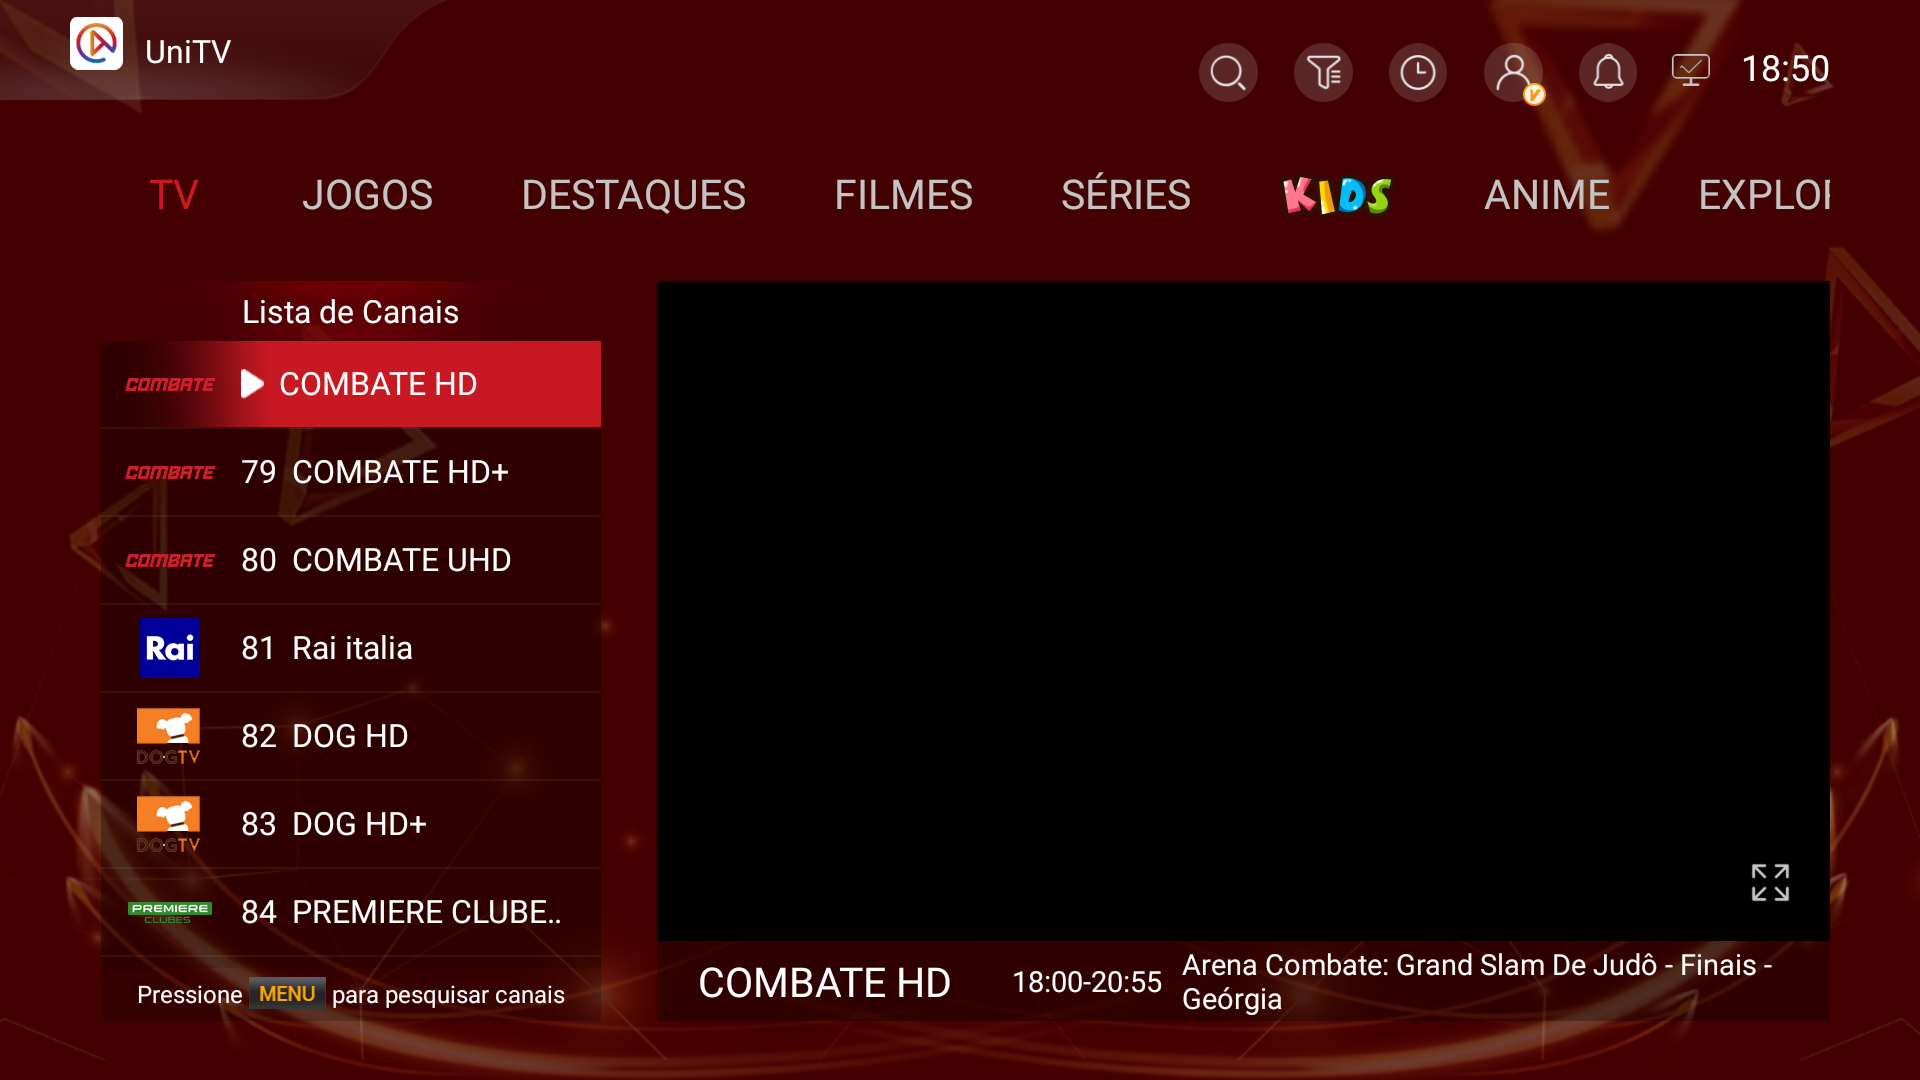 UniTV
18:50
TV JOGOS DESTAQUES FILMES SÉRIES KIDS ANIME EXPLOR
Lista de Canais
COMBATE COMBATE HD
COMBATE 79 COMBATE HD+
COMBATE 80 COMBATE UHD
Rai 81 Rai italia
DOGTV 82 DOG HD
DOGTV 83 DOG HD+
PREMIERE CLUBES 84 PREMIERE CLUBE..
Pressione MENU para pesquisar canais
COMBATE HD 18:00-20:55 Arena Combate: Grand Slam De Judô - Finais -
Geórgia